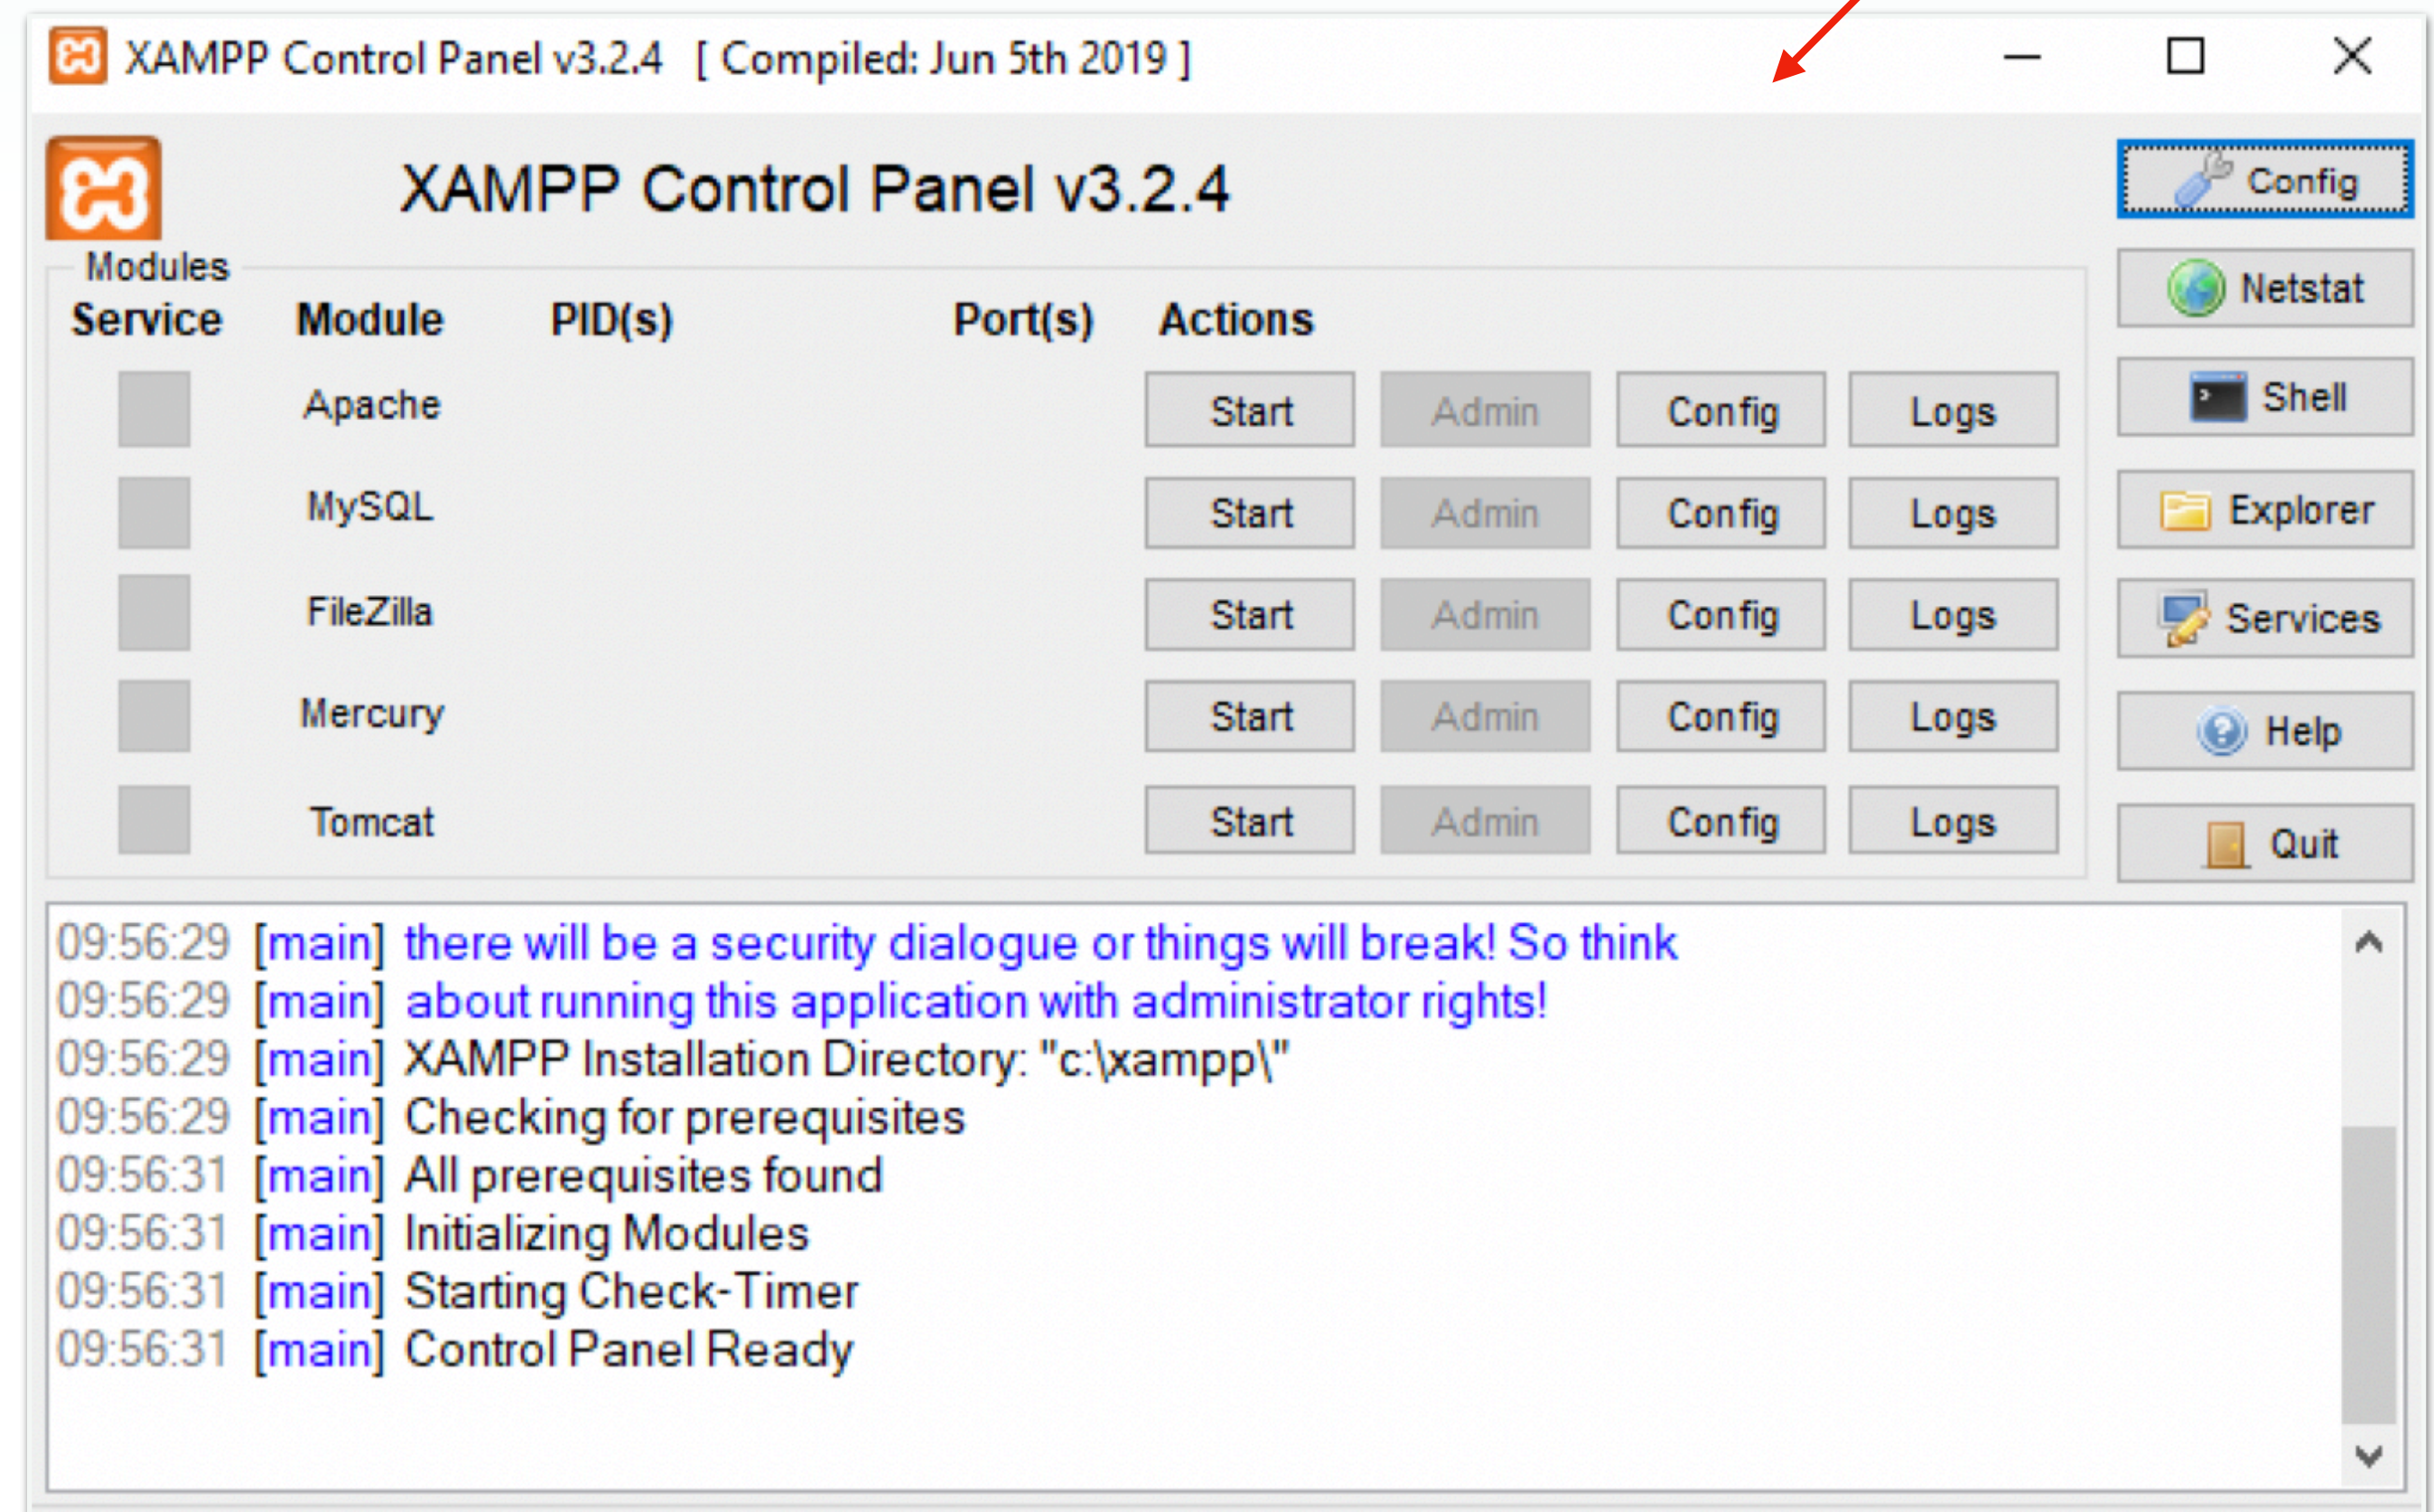 XAMPP Control Panel v3.2.4 [ Compiled: Jun 5th 2019 ]
XAMPP Control Panel v3.2.4
Config
Netstat
Shell
Explorer
Services
Help
Quit
Modules
Service Module PID(s) Port(s) Actions
Apache Start Admin Config Logs
MySQL Start Admin Config Logs
FileZilla Start Admin Config Logs
Mercury Start Admin Config Logs
Tomcat Start Admin Config Logs
09:56:29 [main] there will be a security dialogue or things will break! So think
09:56:29 [main] about running this application with administrator rights!
09:56:29 [main] XAMPP Installation Directory: "c:\xampp\"
09:56:29 [main] Checking for prerequisites
09:56:31 [main] All prerequisites found
09:56:31 [main] Initializing Modules
09:56:31 [main] Starting Check-Timer
09:56:31 [main] Control Panel Ready